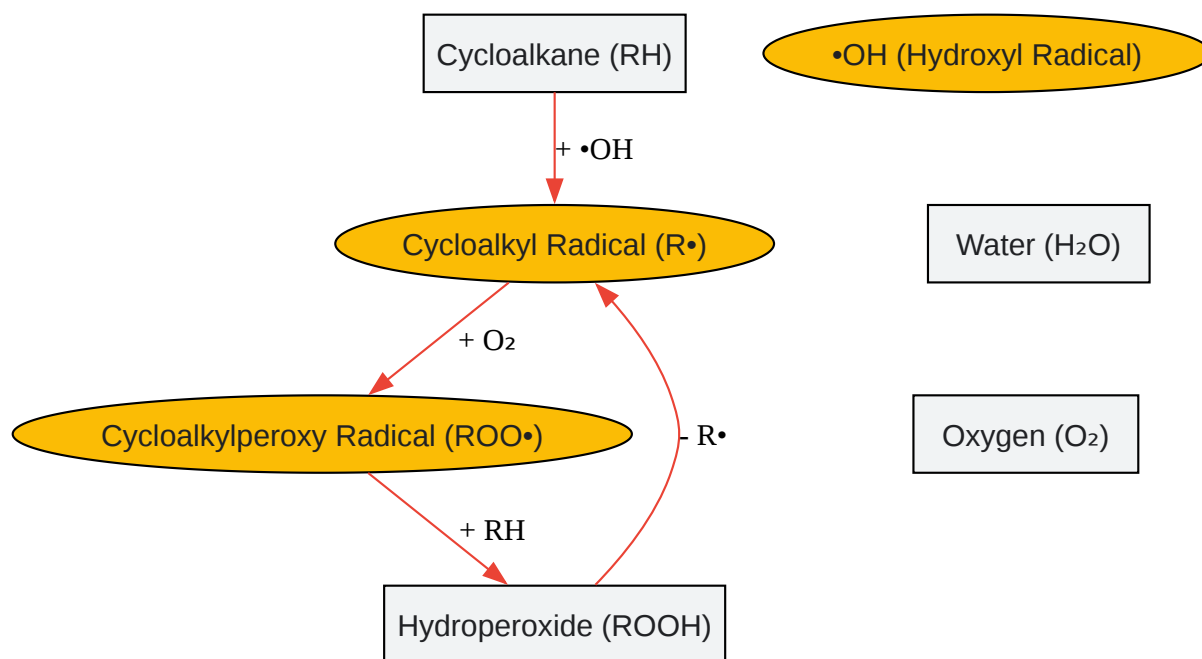 Cycloalkane (RH)
•OH (Hydroxyl Radical)
+ •OH
Cycloalkyl Radical (R•)
Water (H₂O)
+ O₂
Cycloalkylperoxy Radical (ROO•)
- R•
Oxygen (O₂)
+ RH
Hydroperoxide (ROOH)